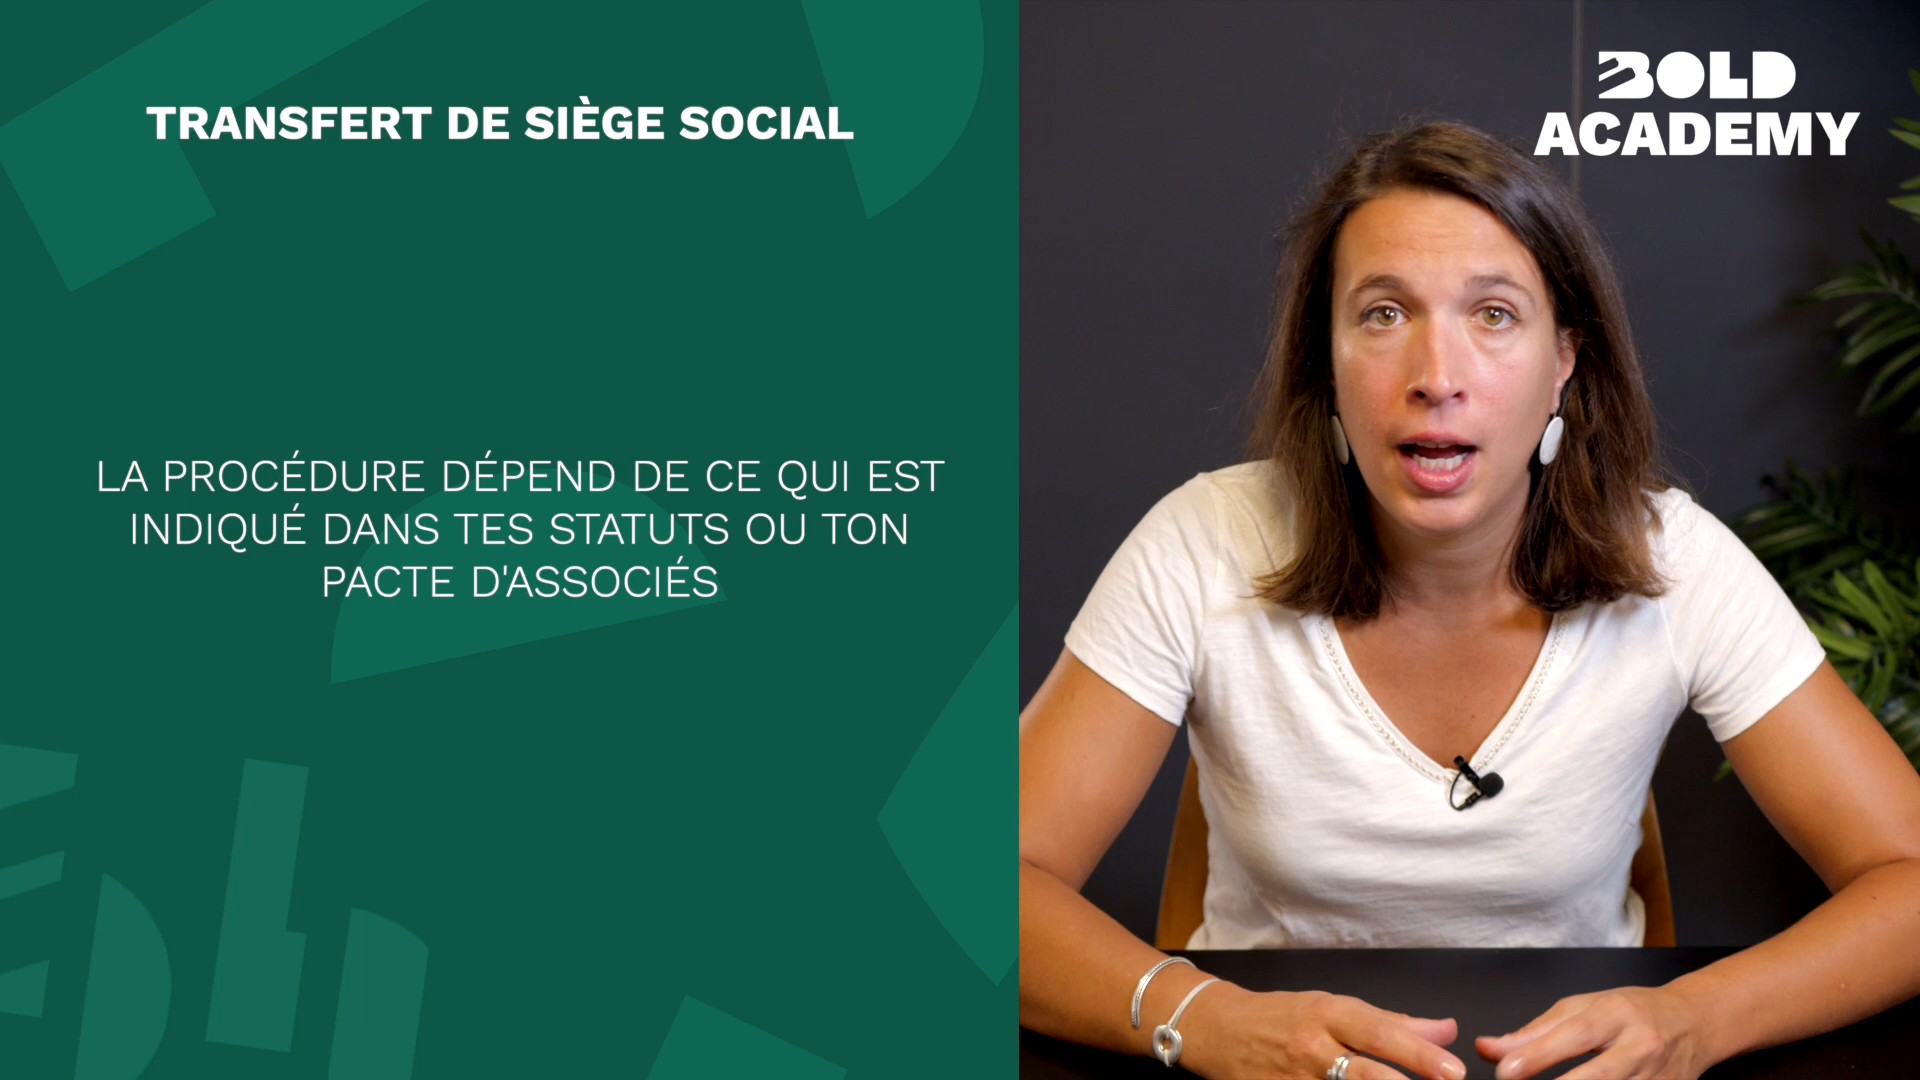 TRANSFERT DE SIÈGE SOCIAL
LA PROCÉDURE DÉPEND DE CE QUI EST
INDIQUÉ DANS TES STATUTS OU TON
PACTE D'ASSOCIÉS
BOLD
ACADEMY